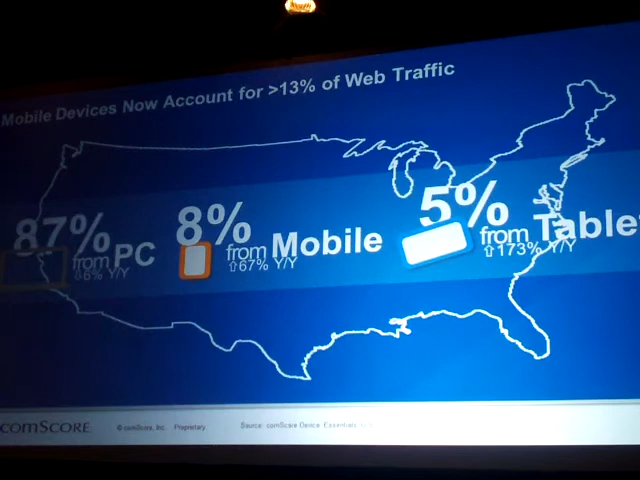 Mobile Devices Now Account for >13% of Web Traffic
87%
from PC
⇩6% Y/Y
8%
from Mobile
⇧67% Y/Y
5%
from Table
⇧173% Y/Y
comSCORE
© comScore, Inc. Proprietary
Source: comScore Device Essentials